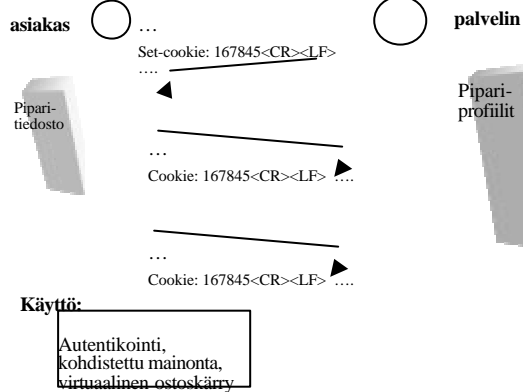 asiakas
palvelin
…
Set-cookie: 167845<CR><LF>
….
Pipari-
tiedosto
Pipari-
profiilit
…
Cookie: 167845<CR><LF> ….
…
Cookie: 167845<CR><LF> ….
Käyttö:
Autentikointi,
kohdistettu mainonta,
virtuaalinen ostoskärry